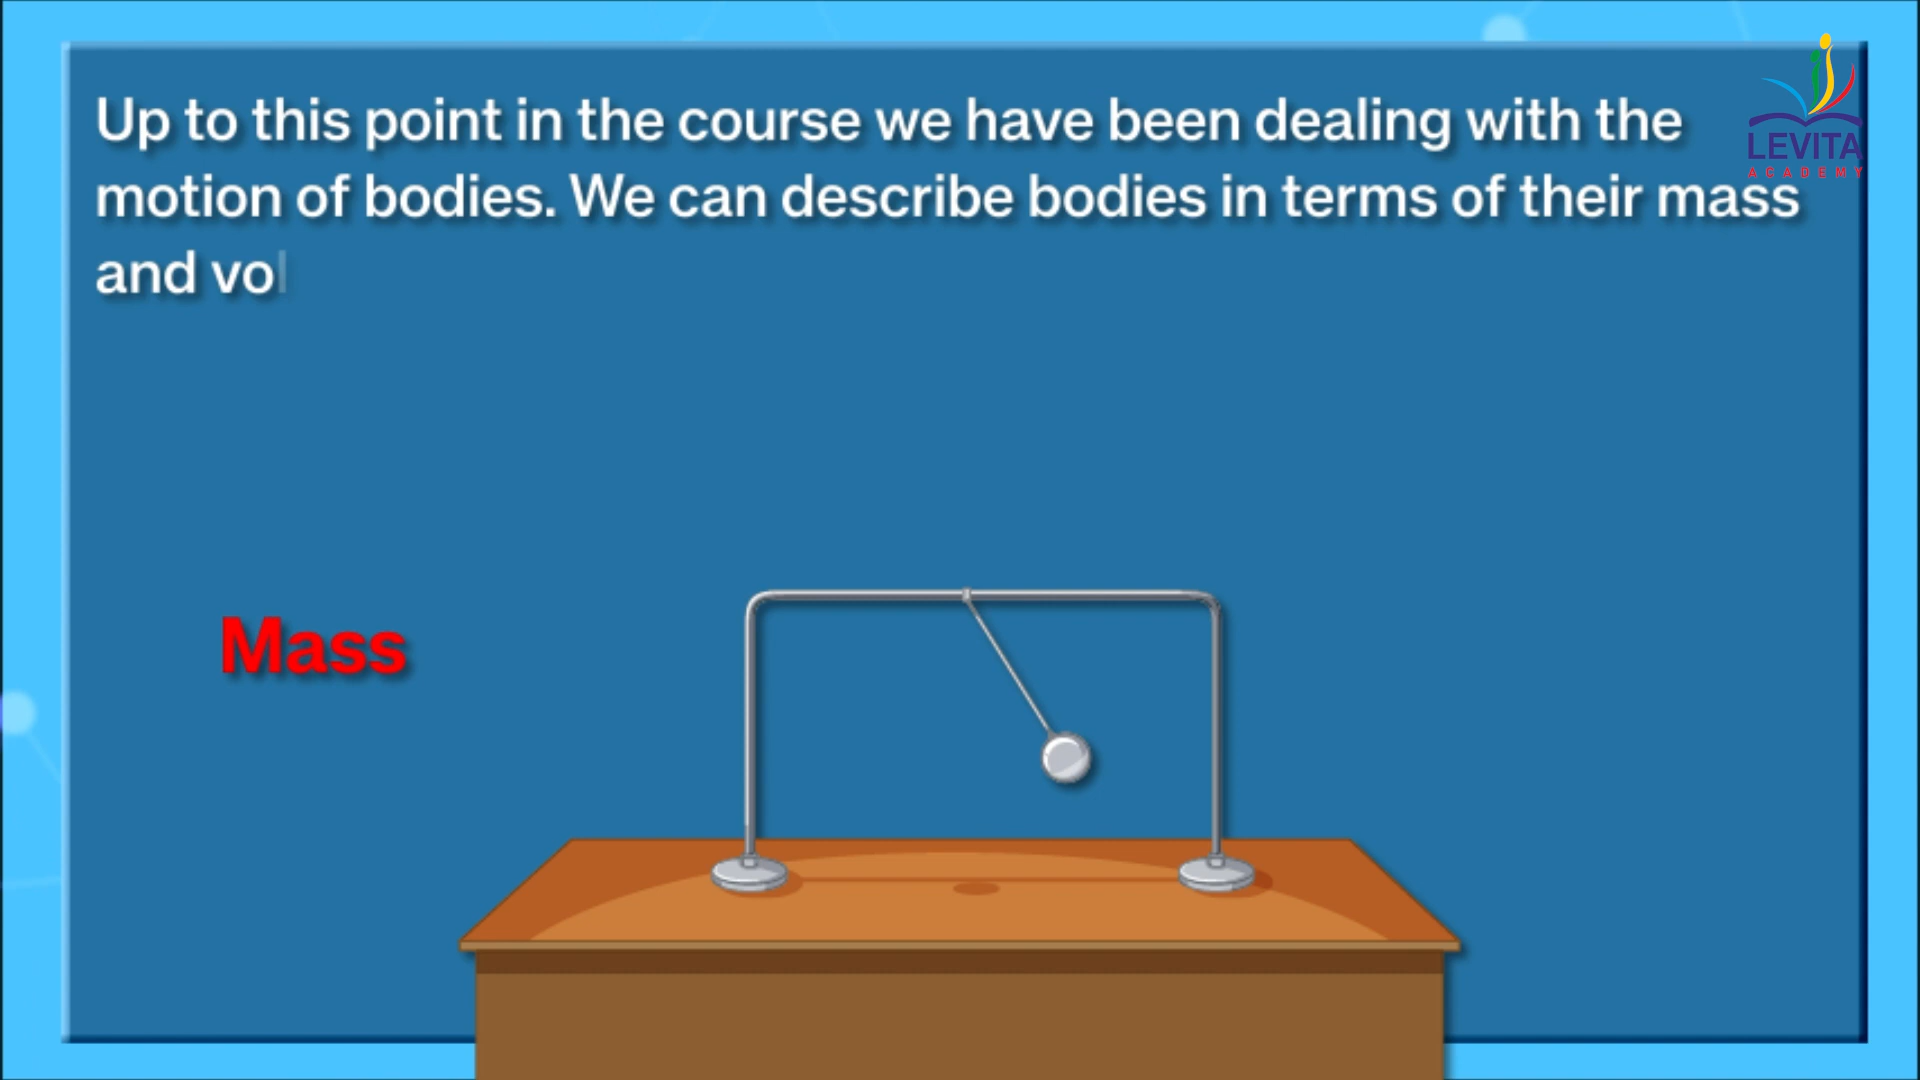 Up to this point in the course we have been dealing with the
motion of bodies. We can describe bodies in terms of their mass
and vol
Mass
LEVITA
ACADEMY